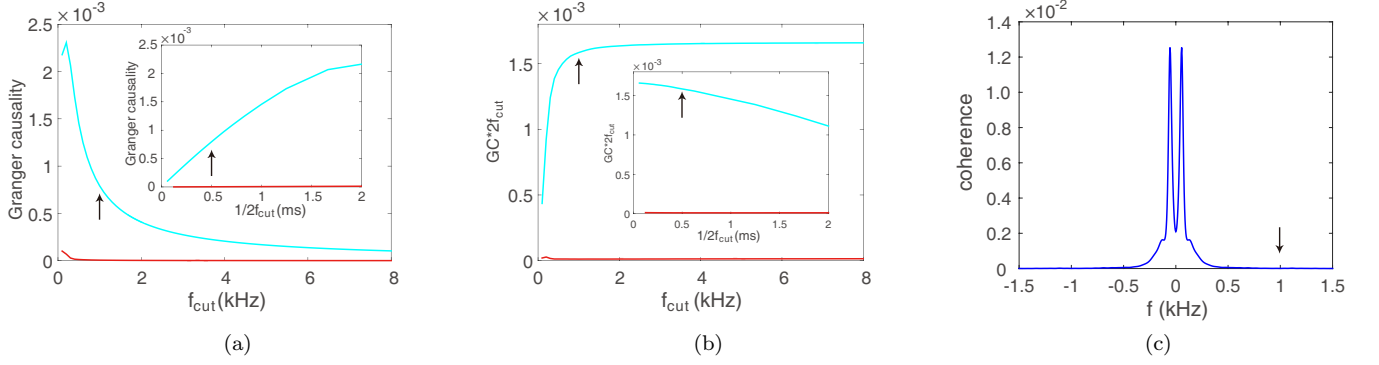 ×10⁻³
2.5
2
1.5
1
0.5
0
Granger causality
0 2 4 6 8
f_cut (kHz)
×10⁻³
2.5
2
1.5
1
0.5
0
Granger causality
0 0.5 1 1.5 2
1/2f_cut (ms)
(a)
×10⁻³
1.5
1
0.5
0
GC*2f_cut
0 2 4 6 8
f_cut (kHz)
×10⁻³
1.5
1
0.5
0
GC*2f_cut
0 0.5 1 1.5 2
1/2f_cut (ms)
(b)
×10⁻²
1.4
1.2
1.0
0.8
0.6
0.4
0.2
0
coherence
-1.5 -1 -0.5 0 0.5 1 1.5
f (kHz)
(c)